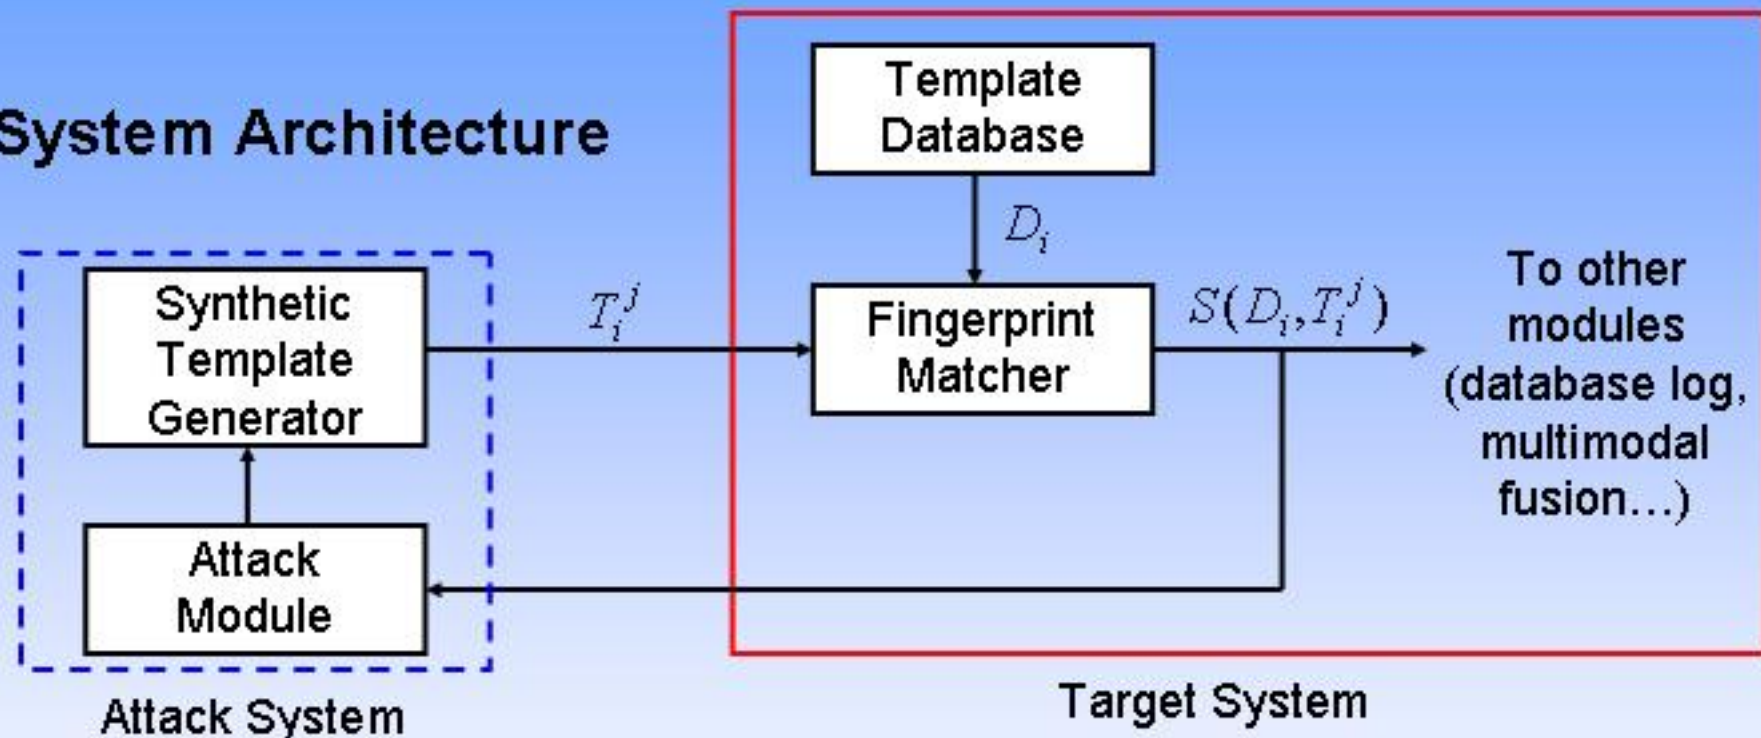 System Architecture
Template
Database
D_i
Synthetic
Template
Generator
T_i^j
Fingerprint
Matcher
S(D_i,T_i^j)
To other
modules
(database log,
multimodal
fusion...)
Attack
Module
Attack System
Target System